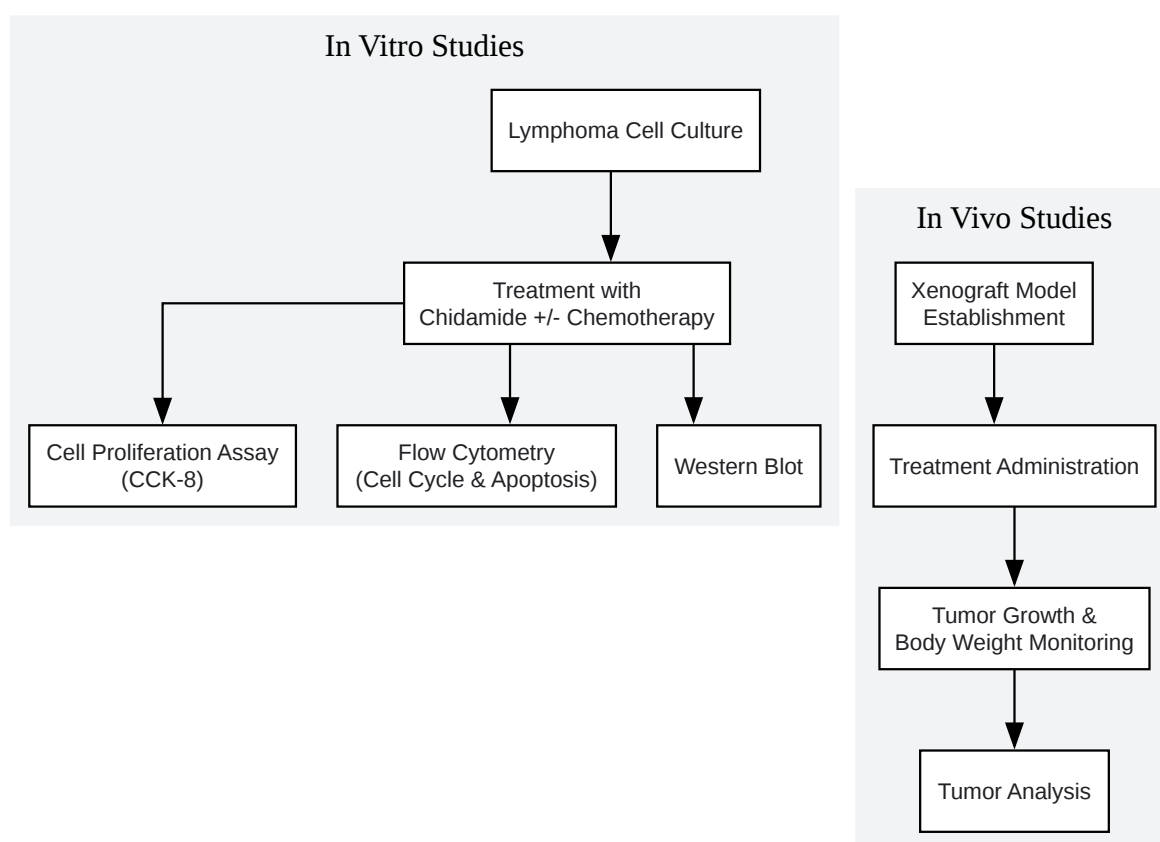 In Vitro Studies
Lymphoma Cell Culture
Treatment with
Chidamide +/- Chemotherapy
Cell Proliferation Assay
(CCK-8)
Flow Cytometry
(Cell Cycle & Apoptosis)
Western Blot
In Vivo Studies
Xenograft Model
Establishment
Treatment Administration
Tumor Growth &
Body Weight Monitoring
Tumor Analysis